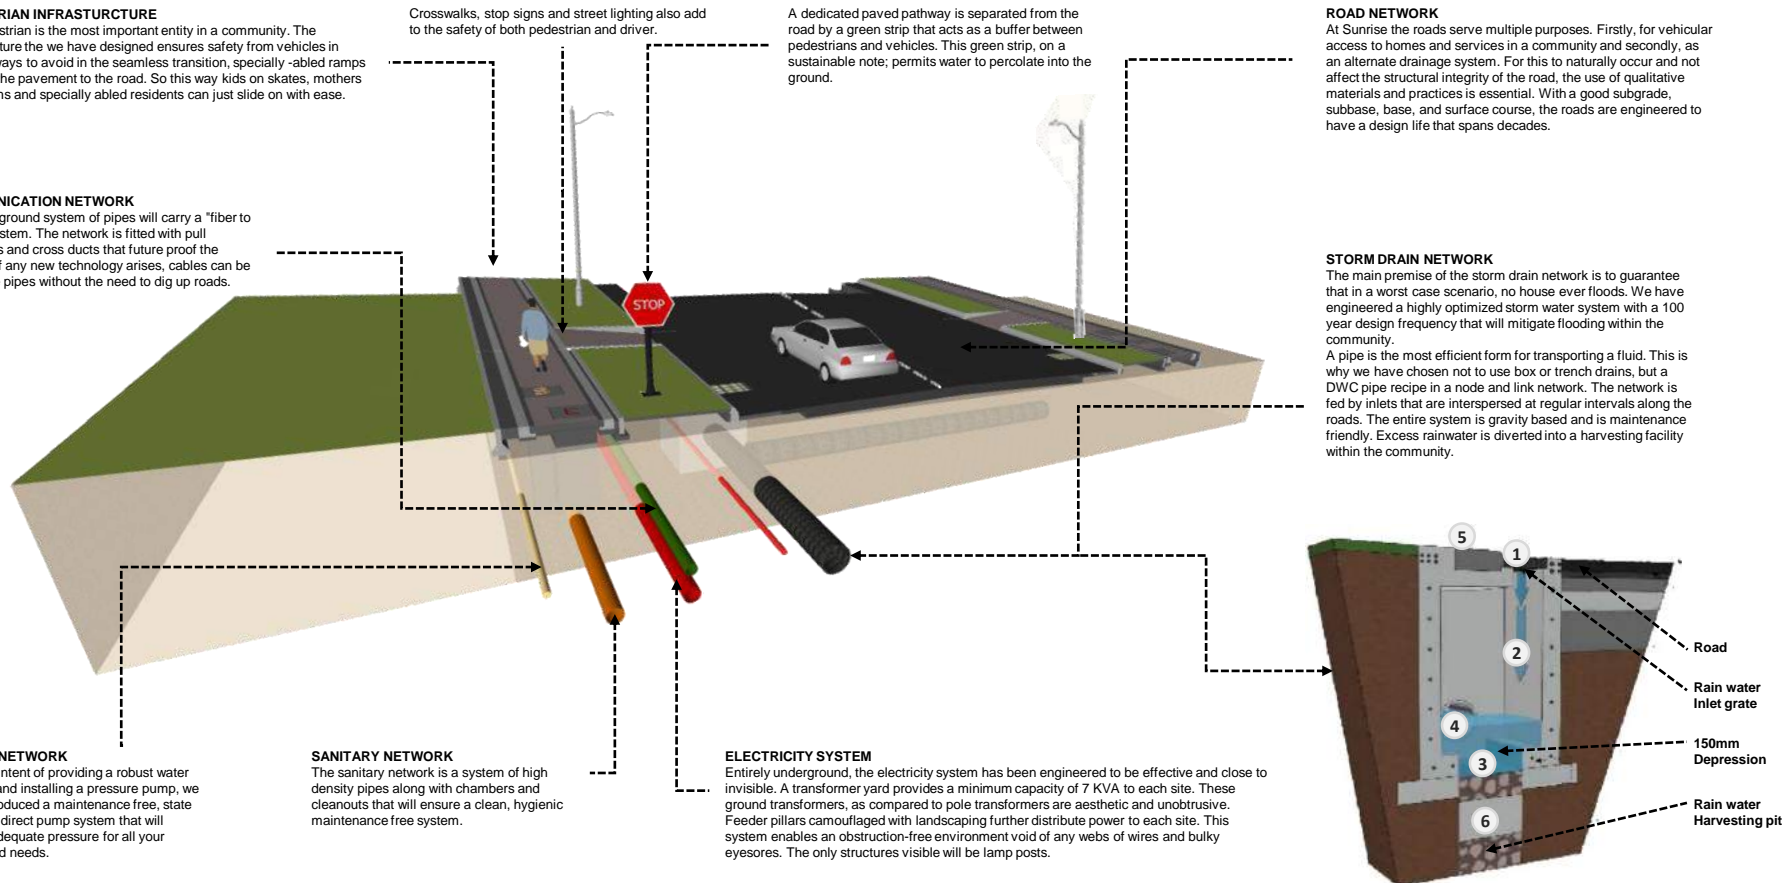 RIAN INFRASTURCTURE
strian is the most important entity in a community. The
ture the we have designed ensures safety from vehicles in
ways to avoid in the seamless transition, specially -abled ramps
he pavement to the road. So this way kids on skates, mothers
ns and specially abled residents can just slide on with ease.
Crosswalks, stop signs and street lighting also add
to the safety of both pedestrian and driver.
A dedicated paved pathway is separated from the
road by a green strip that acts as a buffer between
pedestrians and vehicles. This green strip, on a
sustainable note; permits water to percolate into the
ground.
ROAD NETWORK
At Sunrise the roads serve multiple purposes. Firstly, for vehicular
access to homes and services in a community and secondly, as
an alternate drainage system. For this to naturally occur and not
affect the structural integrity of the road, the use of qualitative
materials and practices is essential. With a good subgrade,
subbase, base, and surface course, the roads are engineered to
have a design life that spans decades.
NICATION NETWORK
ground system of pipes will carry a "fiber to
stem. The network is fitted with pull
s and cross ducts that future proof the
f any new technology arises, cables can be
pipes without the need to dig up roads.
STOP
STORM DRAIN NETWORK
The main premise of the storm drain network is to guarantee
that in a worst case scenario, no house ever floods. We have
engineered a highly optimized storm water system with a 100
year design frequency that will mitigate flooding within the
community.
A pipe is the most efficient form for transporting a fluid. This is
why we have chosen not to use box or trench drains, but a
DWC pipe recipe in a node and link network. The network is
fed by inlets that are interspersed at regular intervals along the
roads. The entire system is gravity based and is maintenance
friendly. Excess rainwater is diverted into a harvesting facility
within the community.
5
1
2
4
3
6
Road
Rain water
Inlet grate
150mm
Depression
Rain water
Harvesting pit
NETWORK
ntent of providing a robust water
and installing a pressure pump, we
oduced a maintenance free, state
direct pump system that will
dequate pressure for all your
d needs.
SANITARY NETWORK
The sanitary network is a system of high
density pipes along with chambers and
cleanouts that will ensure a clean, hygienic
maintenance free system.
ELECTRICITY SYSTEM
Entirely underground, the electricity system has been engineered to be effective and close to
invisible. A transformer yard provides a minimum capacity of 7 KVA to each site. These
ground transformers, as compared to pole transformers are aesthetic and unobtrusive.
Feeder pillars camouflaged with landscaping further distribute power to each site. This
system enables an obstruction-free environment void of any webs of wires and bulky
eyesores. The only structures visible will be lamp posts.